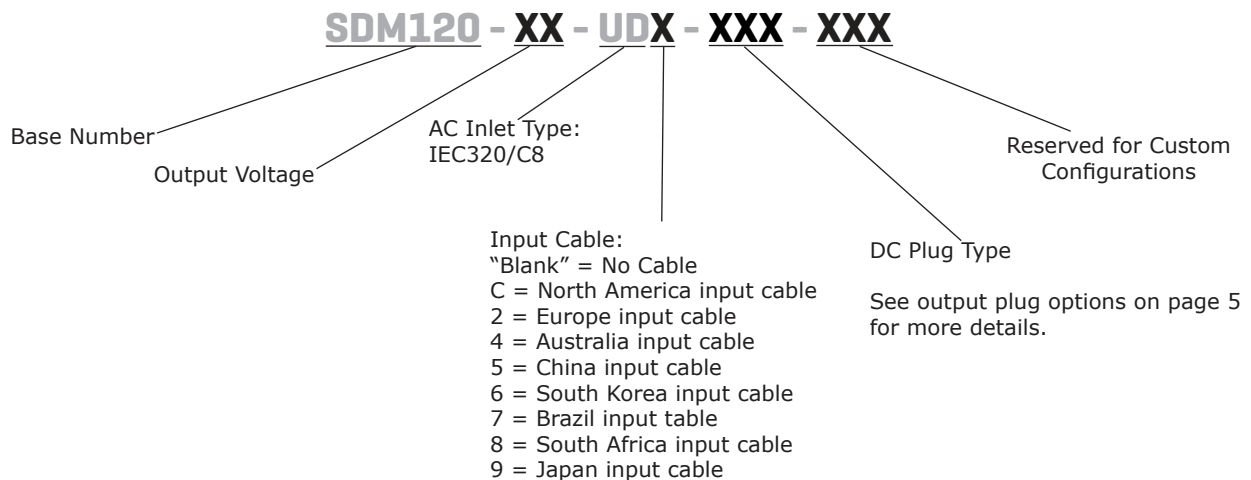 SDM120 - XX - UDX - XXX - XXX
Base Number
Output Voltage
AC Inlet Type:
IEC320/C8
Input Cable:
“Blank” = No Cable
C = North America input cable
2 = Europe input cable
4 = Australia input cable
5 = China input cable
6 = South Korea input cable
7 = Brazil input table
8 = South Africa input cable
9 = Japan input cable
DC Plug Type
See output plug options on page 5
for more details.
Reserved for Custom
Configurations